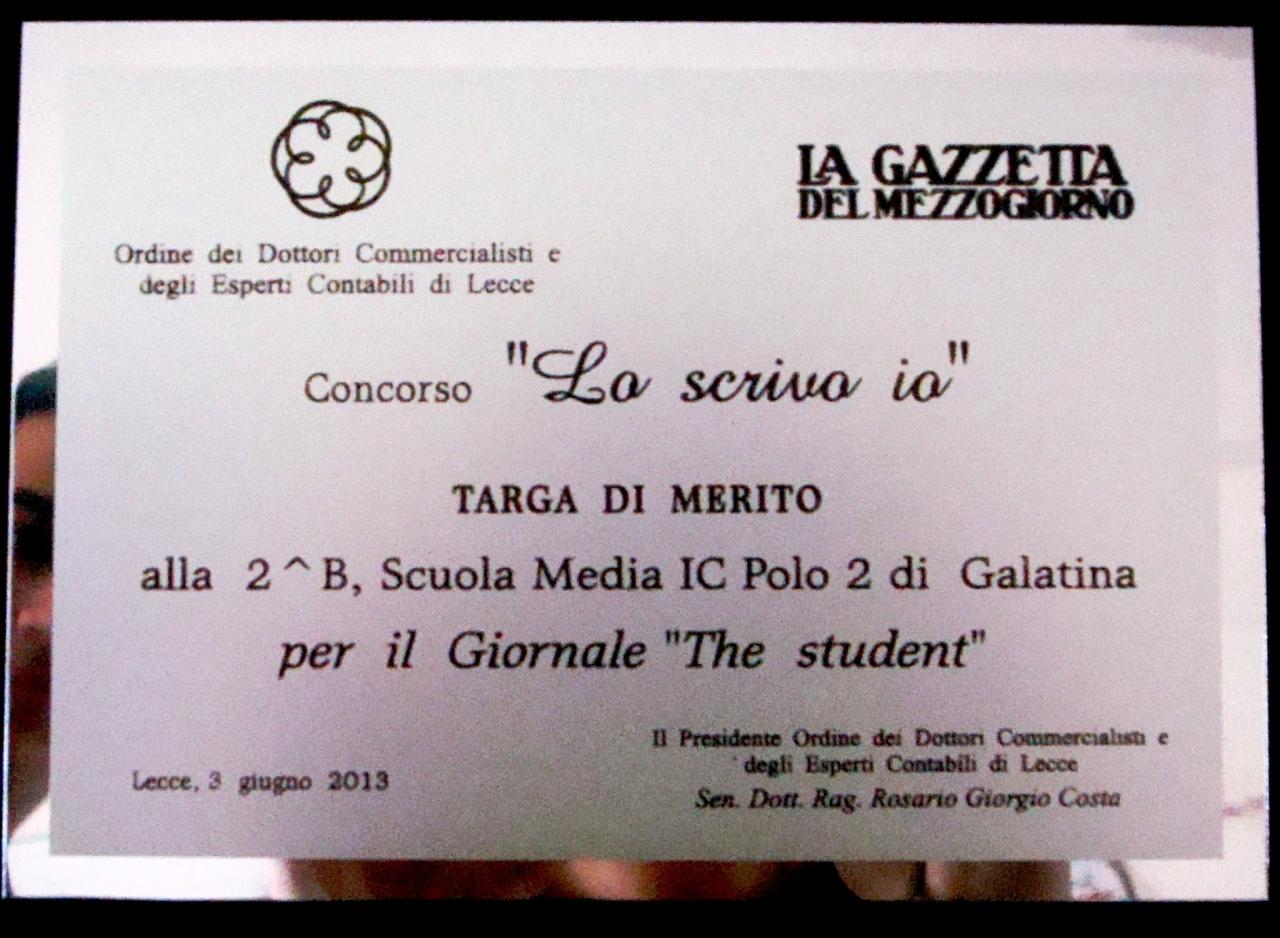 LA GAZZETTA
DEL MEZZOGIORNO
Ordine dei Dottori Commercialisti e
degli Esperti Contabili di Lecce
Concorso "Lo scrivo io"
TARGA DI MERITO
alla 2^B, Scuola Media IC Polo 2 di Galatina
per il Giornale "The student"
Il Presidente Ordine dei Dottori Commercialisti e
degli Esperti Contabili di Lecce
Sen. Dott. Rag. Rosario Giorgio Costa
Lecce, 3 giugno 2013